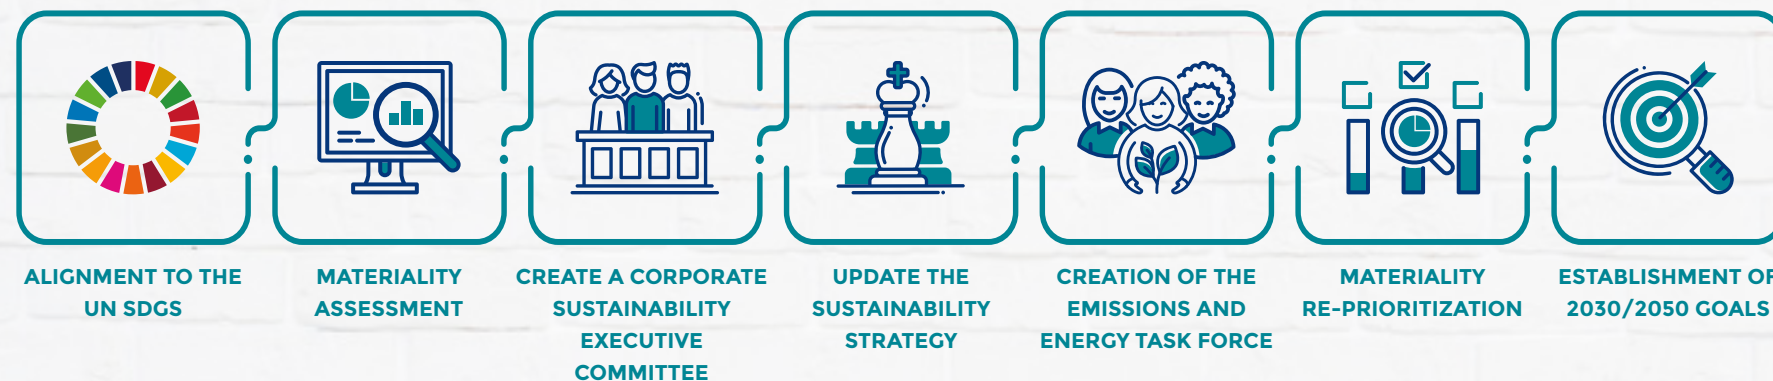 ALIGNMENT TO THE
UN SDGS
MATERIALITY
ASSESSMENT
CREATE A CORPORATE
SUSTAINABILITY
EXECUTIVE
COMMITTEE
UPDATE THE
SUSTAINABILITY
STRATEGY
CREATION OF THE
EMISSIONS AND
ENERGY TASK FORCE
MATERIALITY
RE-PRIORITIZATION
ESTABLISHMENT OF
2030/2050 GOALS